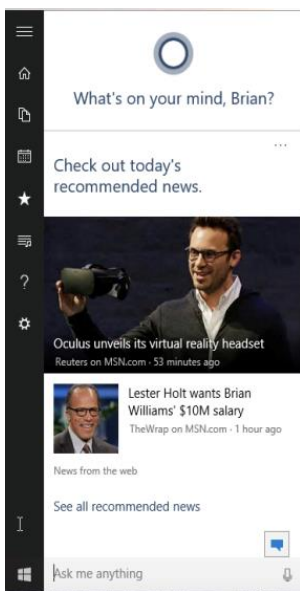 What's on your mind, Brian?
...
Check out today's
recommended news.
Oculus unveils its virtual reality headset
Reuters on MSN.com · 53 minutes ago
Lester Holt wants Brian
Williams' $10M salary
TheWrap on MSN.com · 1 hour ago
News from the web
See all recommended news
Ask me anything